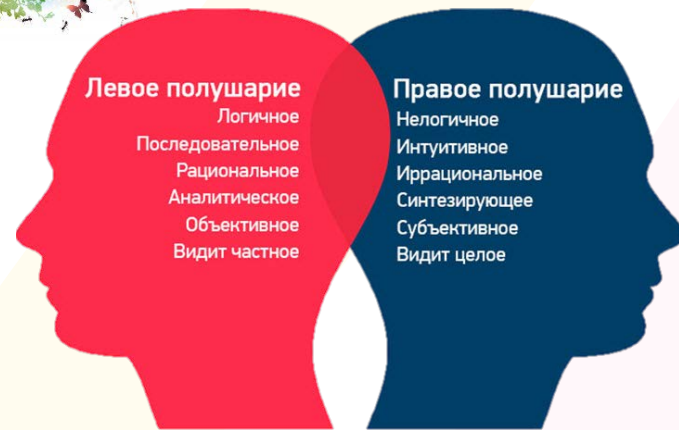 Левое полушарие
Логичное
Последовательное
Рациональное
Аналитическое
Объективное
Видит частное
Правое полушарие
Нелогичное
Интуитивное
Иррациональное
Синтезирующее
Субъективное
Видит целое